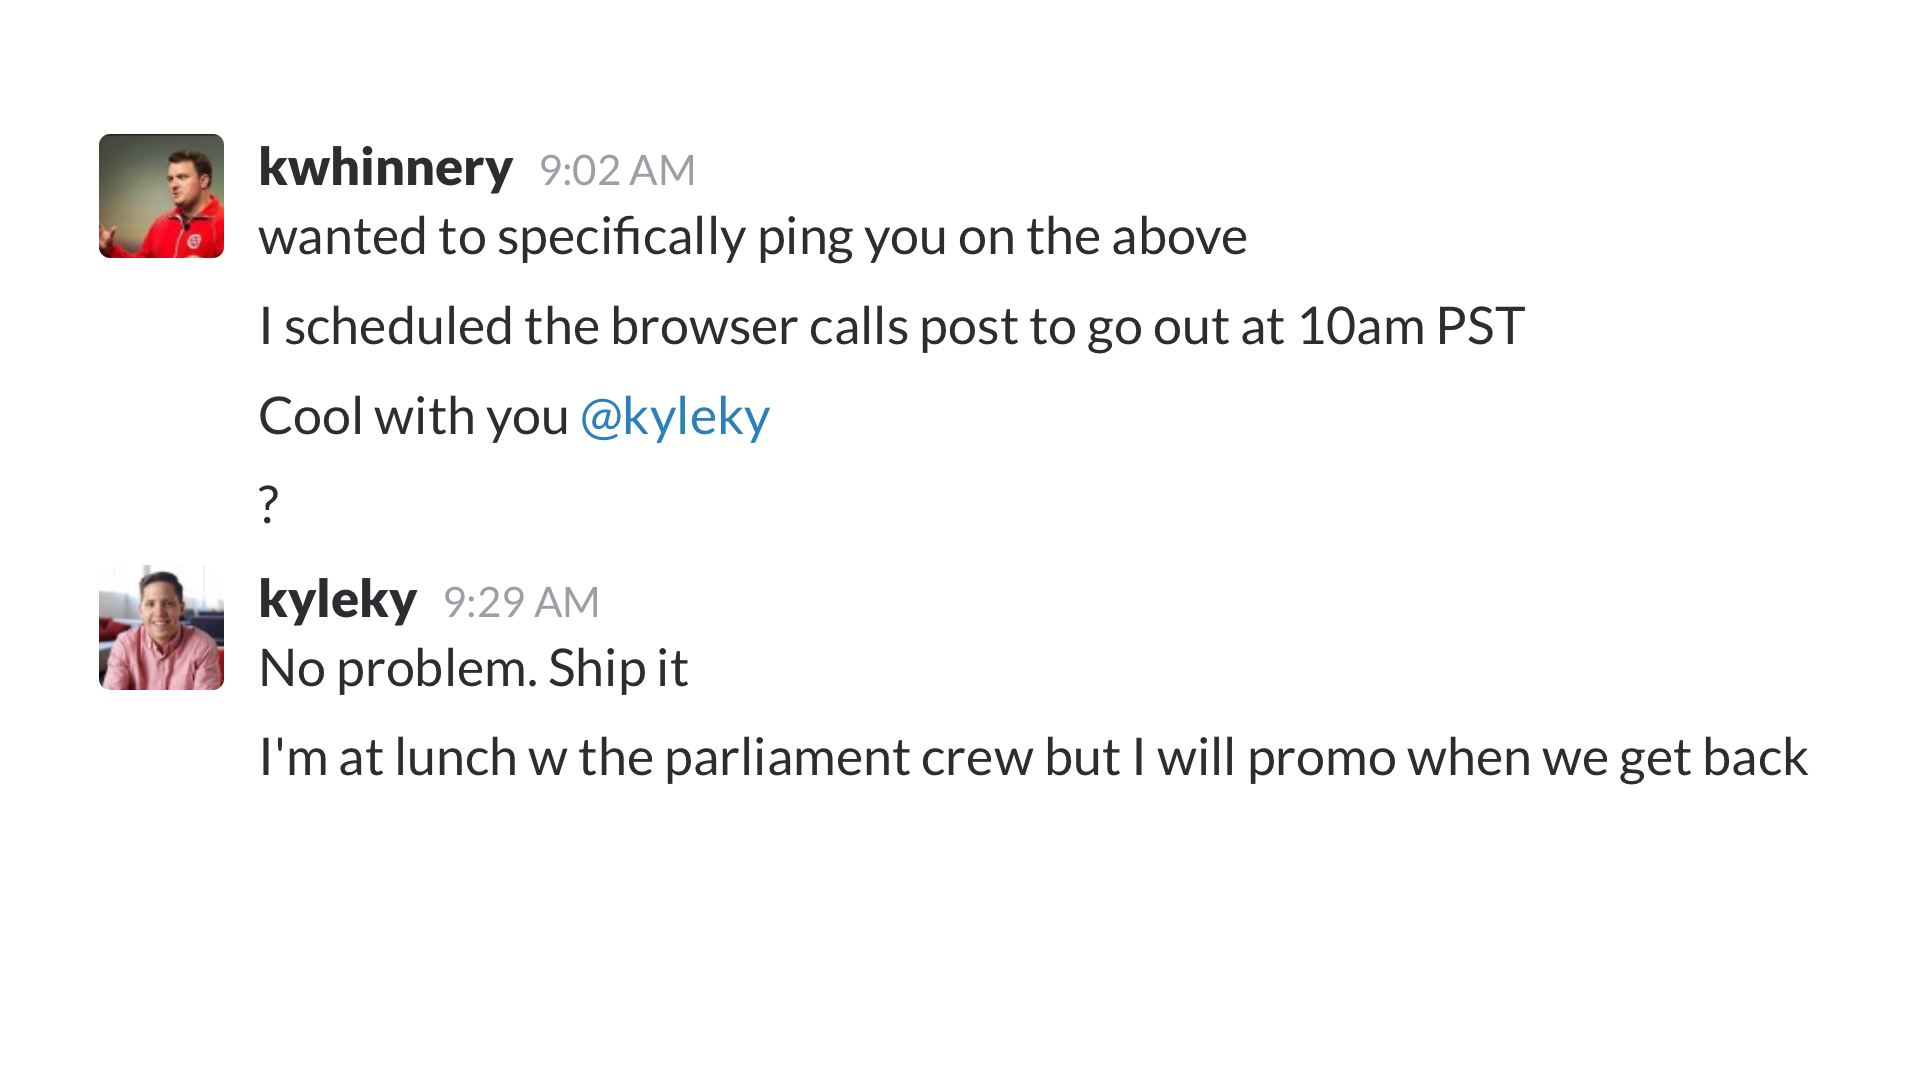 kwhinnery 9:02 AM
wanted to specifically ping you on the above
I scheduled the browser calls post to go out at 10am PST
Cool with you @kyleky
?
kyleky 9:29 AM
No problem. Ship it
I'm at lunch w the parliament crew but I will promo when we get back